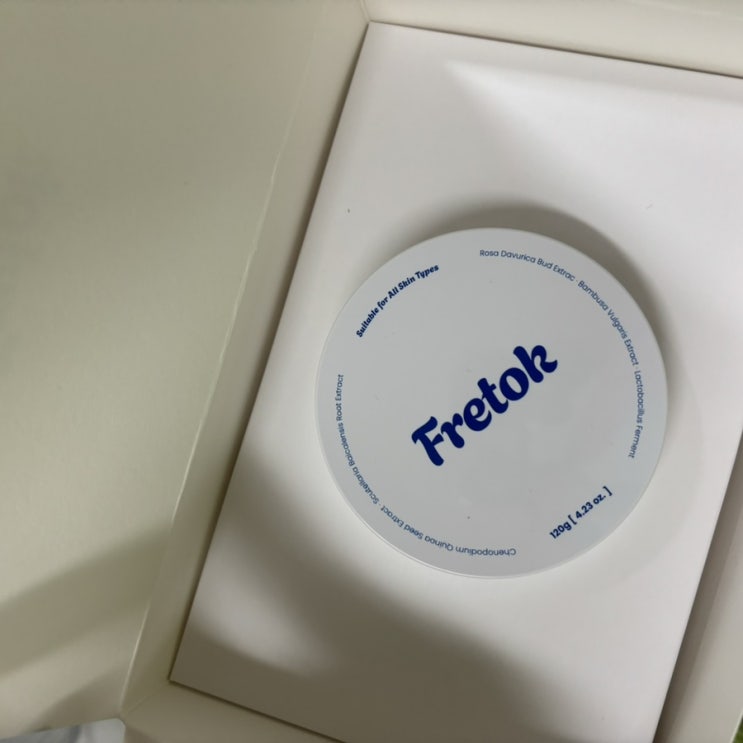 Suitable for All Skin Types
Rosa Davurica Bud Extrac · Bambusa Vulgaris Extract · Lactobacillus Ferment
Fretok
120g [ 4.23 oz. ]
Chenopodium Quinoa Seed Extract · Scutellaria Baicalensis Root Extract